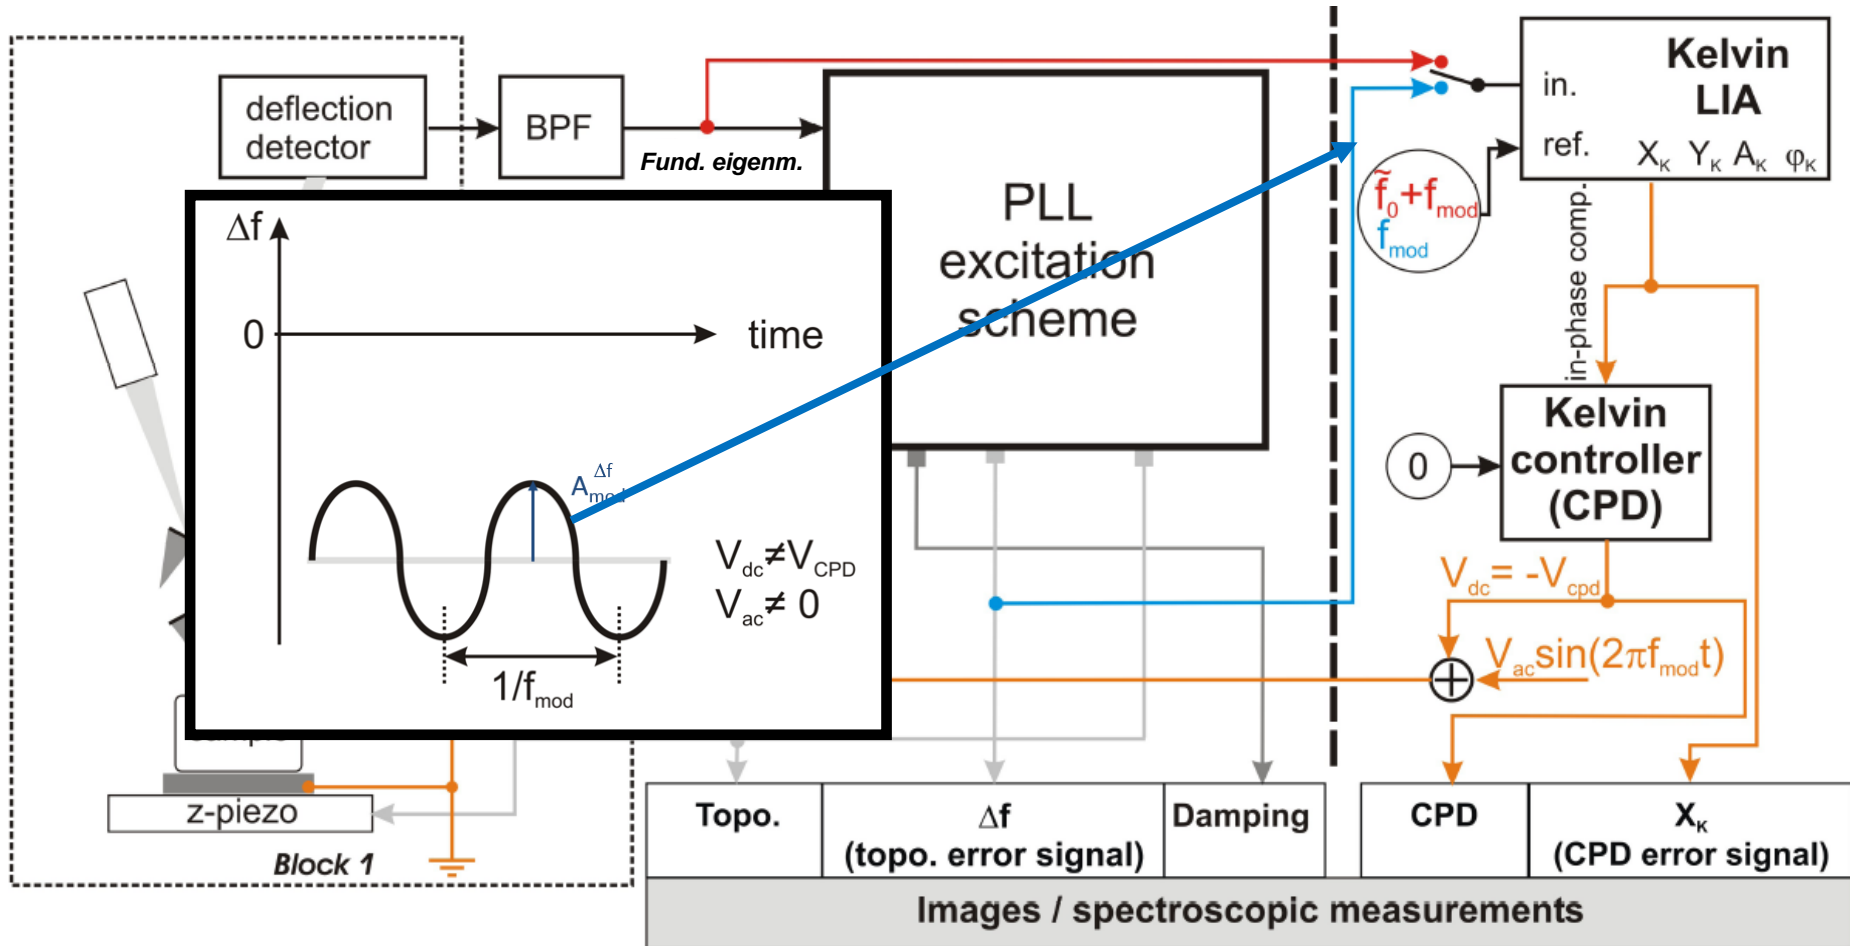 deflection
detector
BPF
Fund. eigenm.
PLL
excitation
scheme
Kelvin
LIA
in.
ref.
X_K Y_K A_K φ_K
f̃_0+f_mod
f_mod
in-phase comp.
Kelvin
controller
(CPD)
0
V_dc= -V_cpd
V_ac sin(2πf_mod t)
Δf
0
time
A_mod^Δf
V_dc≠V_CPD
V_ac≠ 0
1/f_mod
z-piezo
Block 1
Topo.
Δf
(topo. error signal)
Damping
CPD
X_K
(CPD error signal)
Images / spectroscopic measurements